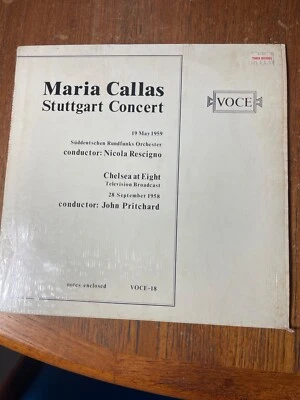 Maria Callas
Stuttgart Concert
VOCE
19 May 1959
Süddeutschen Rundfunks Orchester
conductor: Nicola Rescigno
Chelsea at Eight
Television Broadcast
28 September 1958
conductor: John Pritchard
notes enclosed VOCE-18